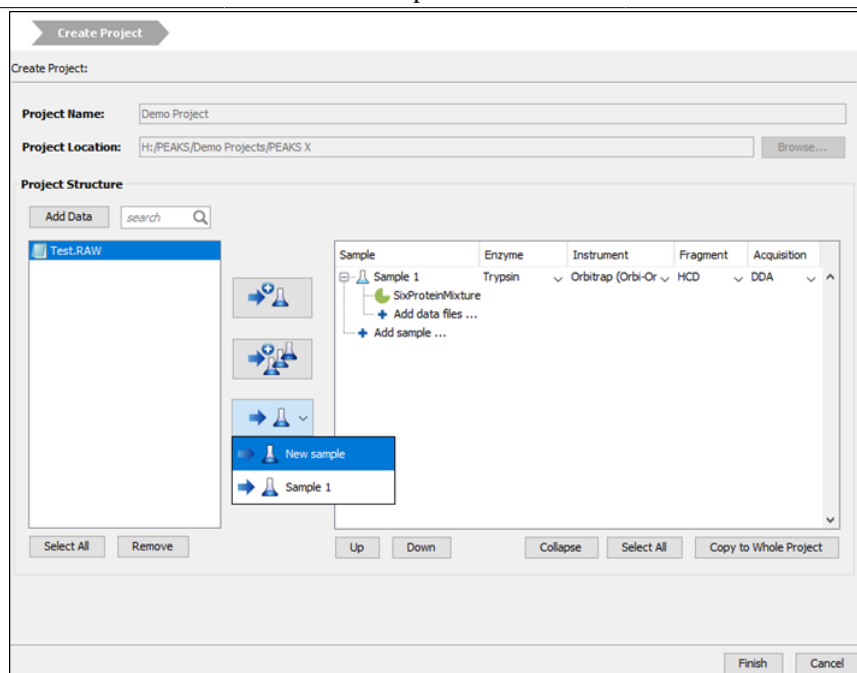 Create Project
Create Project:
Project Name: Demo Project
Project Location: H:/PEAKS/Demo Projects/PEAKS X Browse...
Project Structure
Add Data search
Test.RAW
Sample Enzyme Instrument Fragment Acquisition
Sample 1 Trypsin Orbitrap (Orbi-Or HCD DDA
SixProteinMixture
Add data files ...
Add sample ...
New sample
Sample 1
Select All Remove Up Down Collapse Select All Copy to Whole Project
Finish Cancel